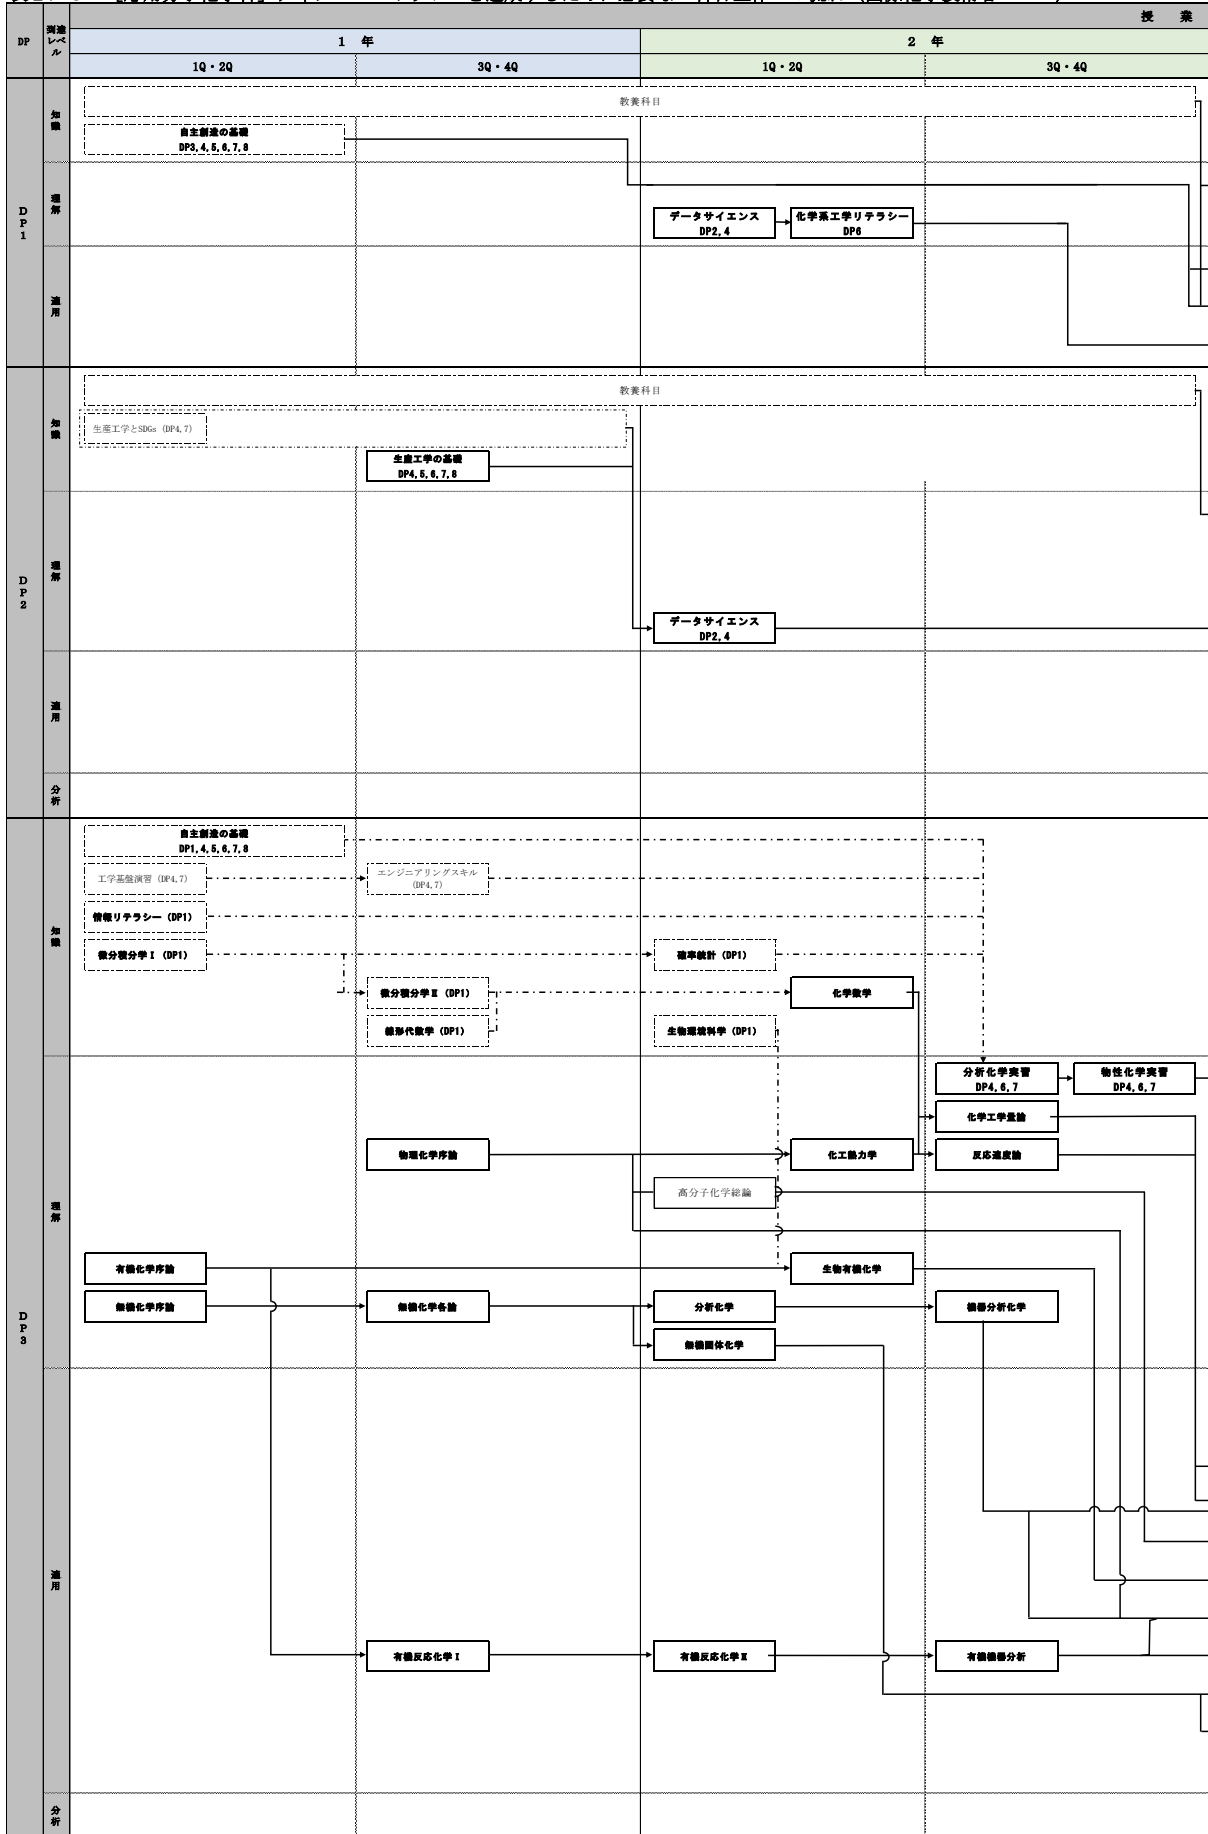 授 業
DP
到達
レベ
ル
1 年
2 年
1Q・2Q
3Q・4Q
1Q・2Q
3Q・4Q
DP1
知識
教養科目
自主創造の基礎
DP3,4,5,6,7,8
理解
データサイエンス
DP2,4
化学系工学リテラシー
DP6
適用
DP2
知識
教養科目
生産工学とSDGs (DP4,7)
生産工学の基礎
DP4,5,6,7,8
理解
データサイエンス
DP2,4
適用
分析
DP3
知識
自主創造の基礎
DP1,4,5,6,7,8
工学基盤演習 (DP4,7)
エンジニアリングスキル
(DP4,7)
情報リテラシー (DP1)
微分積分学Ⅰ (DP1)
確率統計 (DP1)
微分積分学Ⅱ (DP1)
化学数学
線形代数学 (DP1)
生物環境科学 (DP1)
理解
分析化学実習
DP4,6,7
物性化学実習
DP4,6,7
化学工学量論
物理化学序論
化工熱力学
反応速度論
高分子化学総論
有機化学序論
生物有機化学
無機化学序論
無機化学各論
分析化学
機器分析化学
無機固体化学
適用
有機反応化学Ⅰ
有機反応化学Ⅱ
有機機器分析
分析